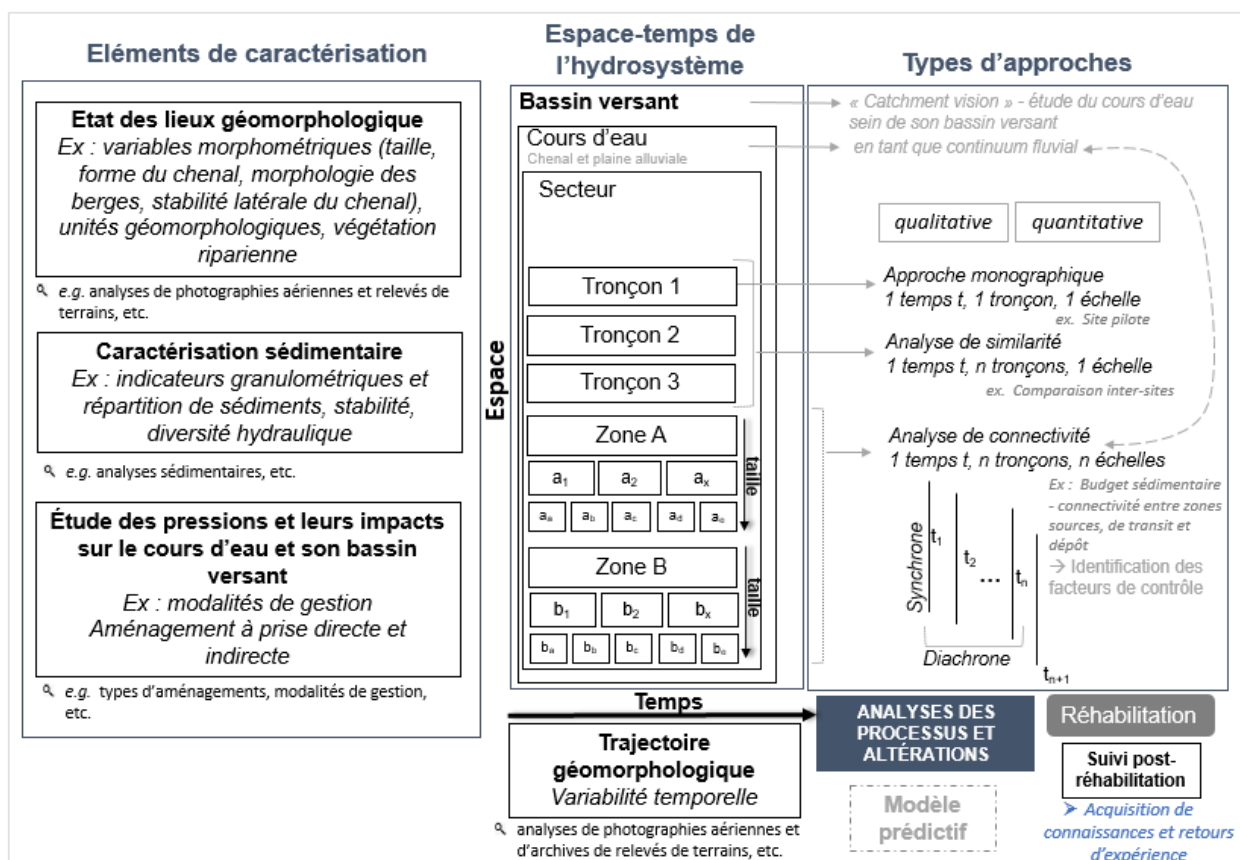 Eléments de caractérisation
Etat des lieux géomorphologique
Ex : variables morphométriques (taille,
forme du chenal, morphologie des
berges, stabilité latérale du chenal),
unités géomorphologiques, végétation
riparienne
e.g. analyses de photographies aériennes et relevés de
terrains, etc.
Caractérisation sédimentaire
Ex : indicateurs granulométriques et
répartition de sédiments, stabilité,
diversité hydraulique
e.g. analyses sédimentaires, etc.
Étude des pressions et leurs impacts
sur le cours d'eau et son bassin
versant
Ex : modalités de gestion
Aménagement à prise directe et
indirecte
e.g. types d'aménagements, modalités de gestion,
etc.
Espace-temps de
l'hydrosystème
Espace
Bassin versant
Cours d'eau
Chenal et plaine alluviale
Secteur
Tronçon 1
Tronçon 2
Tronçon 3
Zone A
a1 a2 ax
aa ab ac ad ae
taille
Zone B
b1 b2 bx
ba bb bc bd be
taille
Temps
Trajectoire
géomorphologique
Variabilité temporelle
analyses de photographies aériennes et
d'archives de relevés de terrains, etc.
Types d'approches
« Catchment vision » - étude du cours d'eau
sein de son bassin versant
en tant que continuum fluvial
qualitative quantitative
Approche monographique
1 temps t, 1 tronçon, 1 échelle
ex. Site pilote
Analyse de similarité
1 temps t, n tronçons, 1 échelle
ex. Comparaison inter-sites
Analyse de connectivité
1 temps t, n tronçons, n échelles
Ex : Budget sédimentaire
- connectivité entre zones
sources, de transit et
dépôt
→ Identification des
facteurs de contrôle
Synchrone
t1
t2
...
tn
Diachrone
tn+1
ANALYSES DES
PROCESSUS ET
ALTÉRATIONS
Modèle
prédictif
Réhabilitation
Suivi post-
réhabilitation
➤ Acquisition de
connaissances et retours
d'expérience